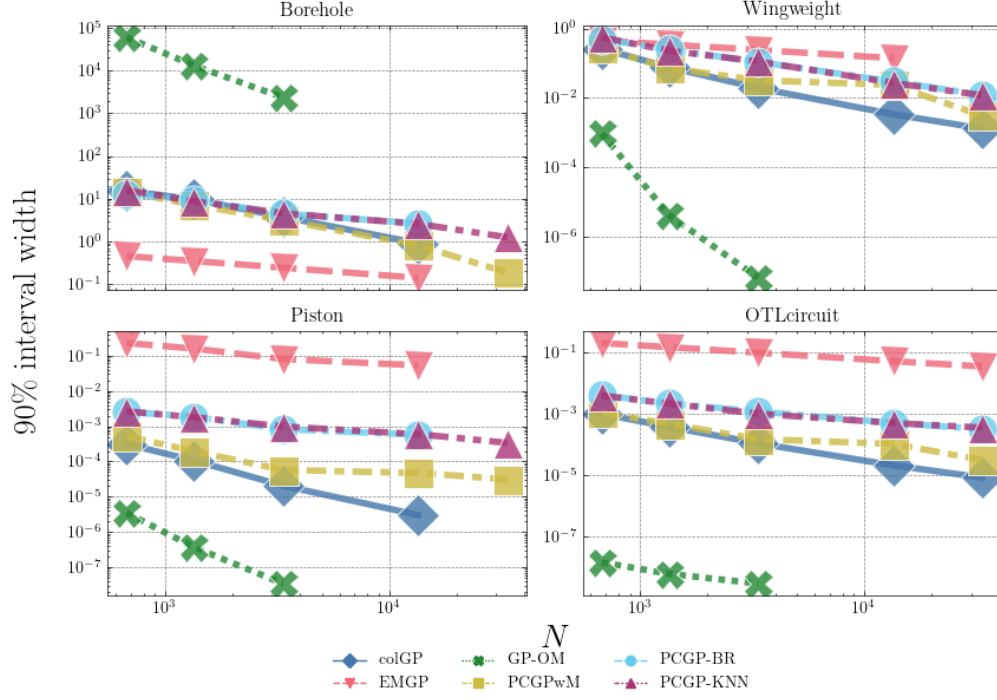 Borehole
Wingweight
10^5
10^4
10^3
10^2
10^1
10^0
10^-1
10^0
10^-2
10^-4
10^-6
90% interval width
Piston
OTLcircuit
10^-1
10^-2
10^-3
10^-4
10^-5
10^-6
10^-7
10^-1
10^-3
10^-5
10^-7
10^3
10^4
10^3
10^4
N
colGP
GP-OM
PCGP-BR
EMGP
PCGPwM
PCGP-KNN